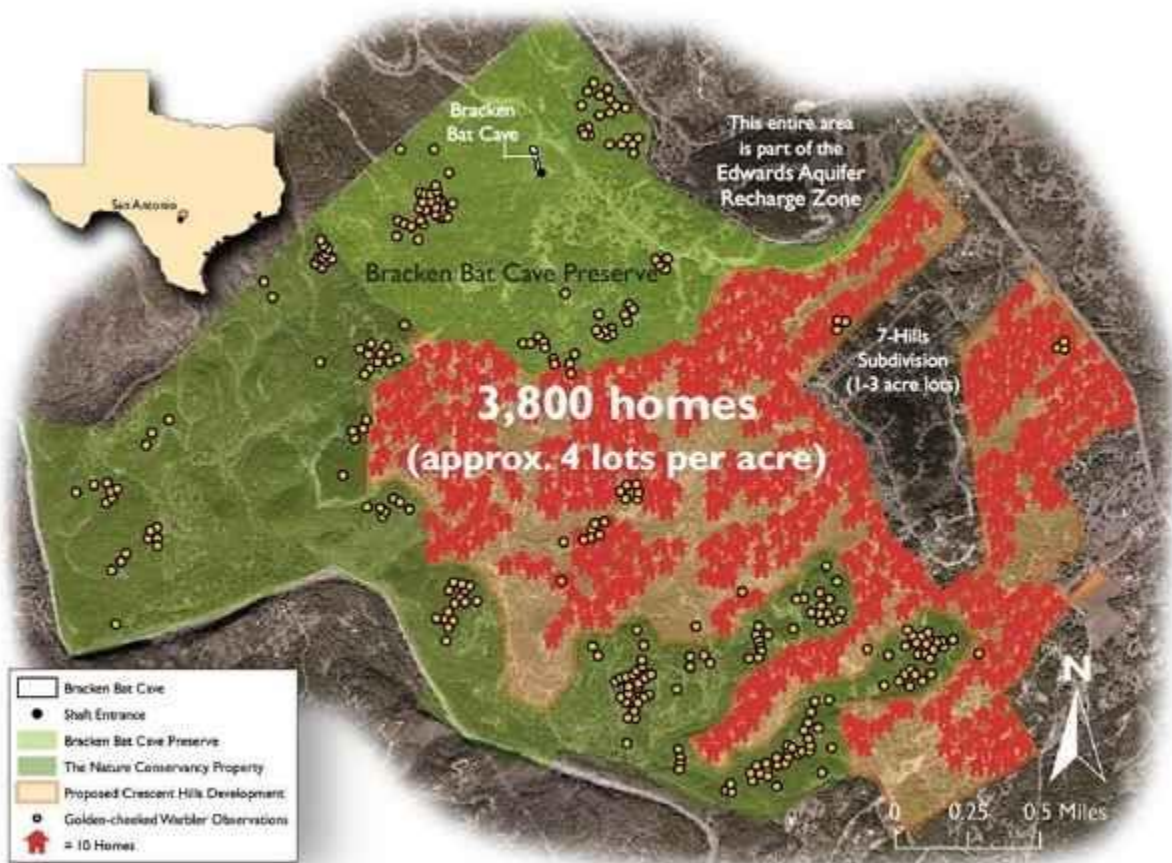 Bracken
Bat Cave
This entire area
is part of the
Edwards Aquifer
Recharge Zone
San Antonio
Bracken Bat Cave Preserve
7-Hills
Subdivision
(1-3 acre lots)
3,800 homes
(approx. 4 lots per acre)
N
0 0.25 0.5 Miles
Bracken Bat Cave
Shaft Entrance
Bracken Bat Cave Preserve
The Nature Conservancy Property
Proposed Crescent Hills Development
Golden-cheeked Warbler Observations
= 10 Homes